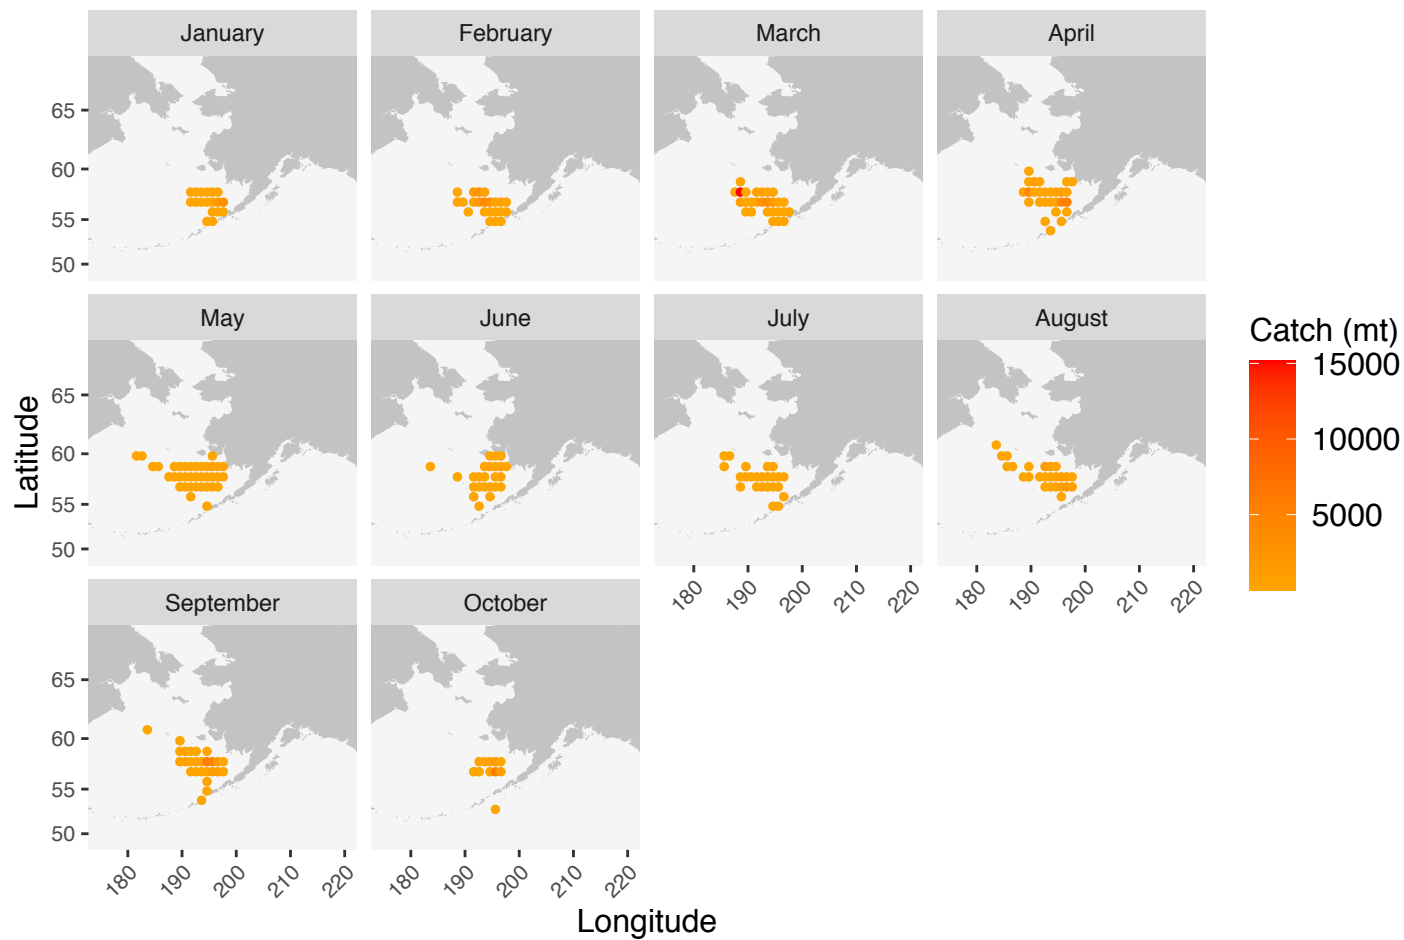 January February March April
65
60
55
50
May June July August
65
60
55
50
180 190 200 210 220 180 190 200 210 220
September October
65
60
55
50
180 190 200 210 220 180 190 200 210 220
Latitude
Longitude
Catch (mt)
15000
10000
5000